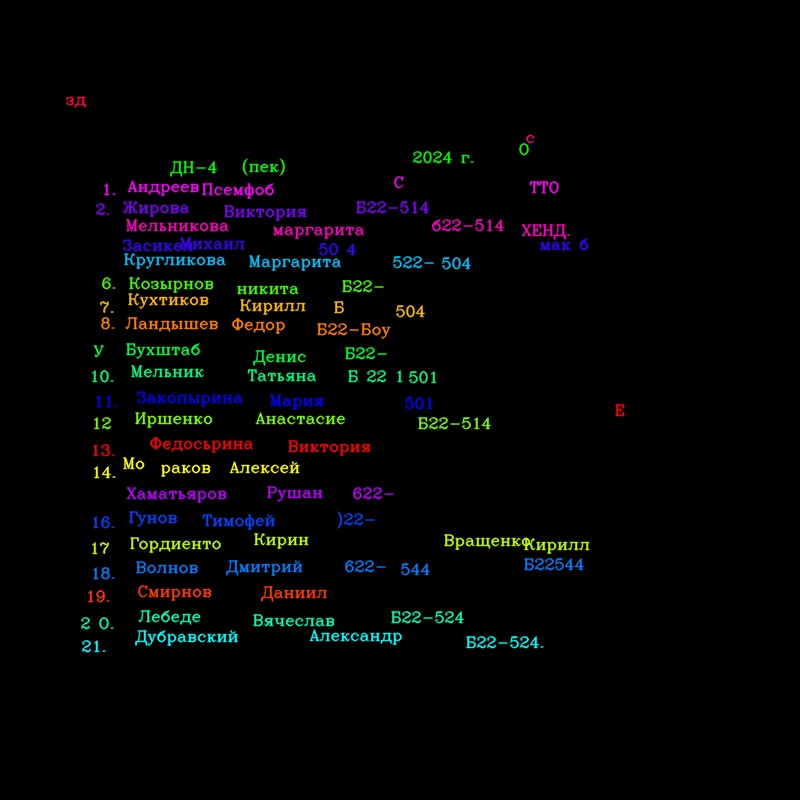 зд
с
ДН-4 (пек) 2024 г. О
1. Андреев Псемфоб С ТТО
2. Жирова Виктория Б22-514
Мельникова маргарита 622-514 ХЕНД.
Засикен Михаил 50 4 мак 6
Кругликова Маргарита 522- 504
6. Козырнов никита Б22-
7. Кухтиков Кирилл Б 504
8. Ландышев Федор Б22-Боу
У Бухштаб Денис Б22-
10. Мельник Татьяна Б 22 1 501
11. Закопырина Мария 501
Е
12 Иршенко Анастасие Б22-514
13. Федосьрина Виктория
14. Мо раков Алексей
Хаматьяров Рушан 622-
16. Гунов Тимофей )22-
17 Гордиенто Кирин Вращенко Кирилл
18. Волнов Дмитрий 622- 544 Б22544
19. Смирнов Даниил
2 0. Лебеде Вячеслав Б22-524
21. Дубравский Александр Б22-524.